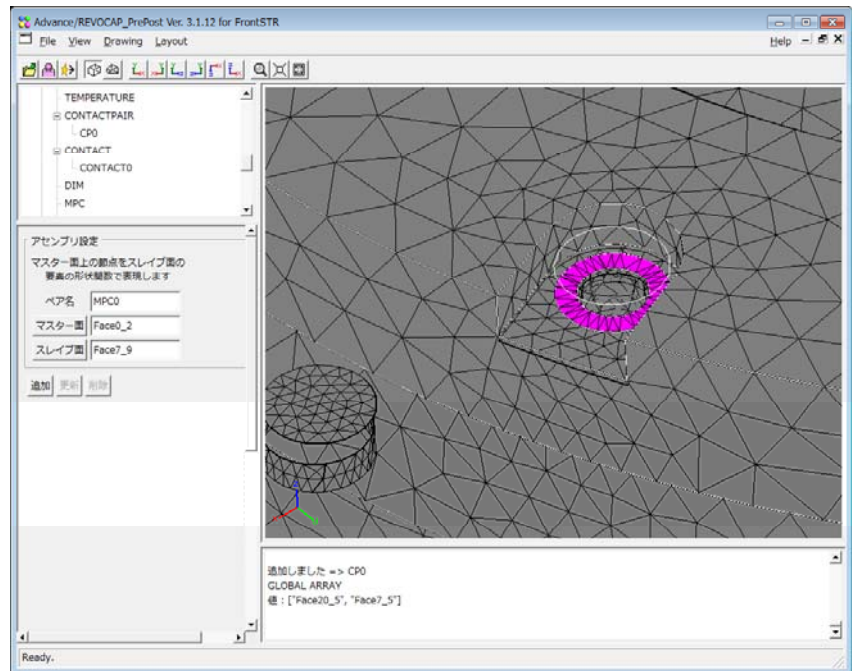 Advance/REVOCAP_PrePost Ver. 3.1.12 for FrontSTR
File View Drawing Layout Help
TEMPERATURE
CONTACTPAIR
CP0
CONTACT
CONTACT0
DIM
MPC
アセンブリ設定
マスター面上の節点をスレイブ面の
要素の形状関数で表現します
ペア名 MPC0
マスター面 Face0_2
スレイブ面 Face7_9
追加 更新 削除
追加しました => CP0
GLOBAL ARRAY
値 : ["Face20_5", "Face7_5"]
Ready.